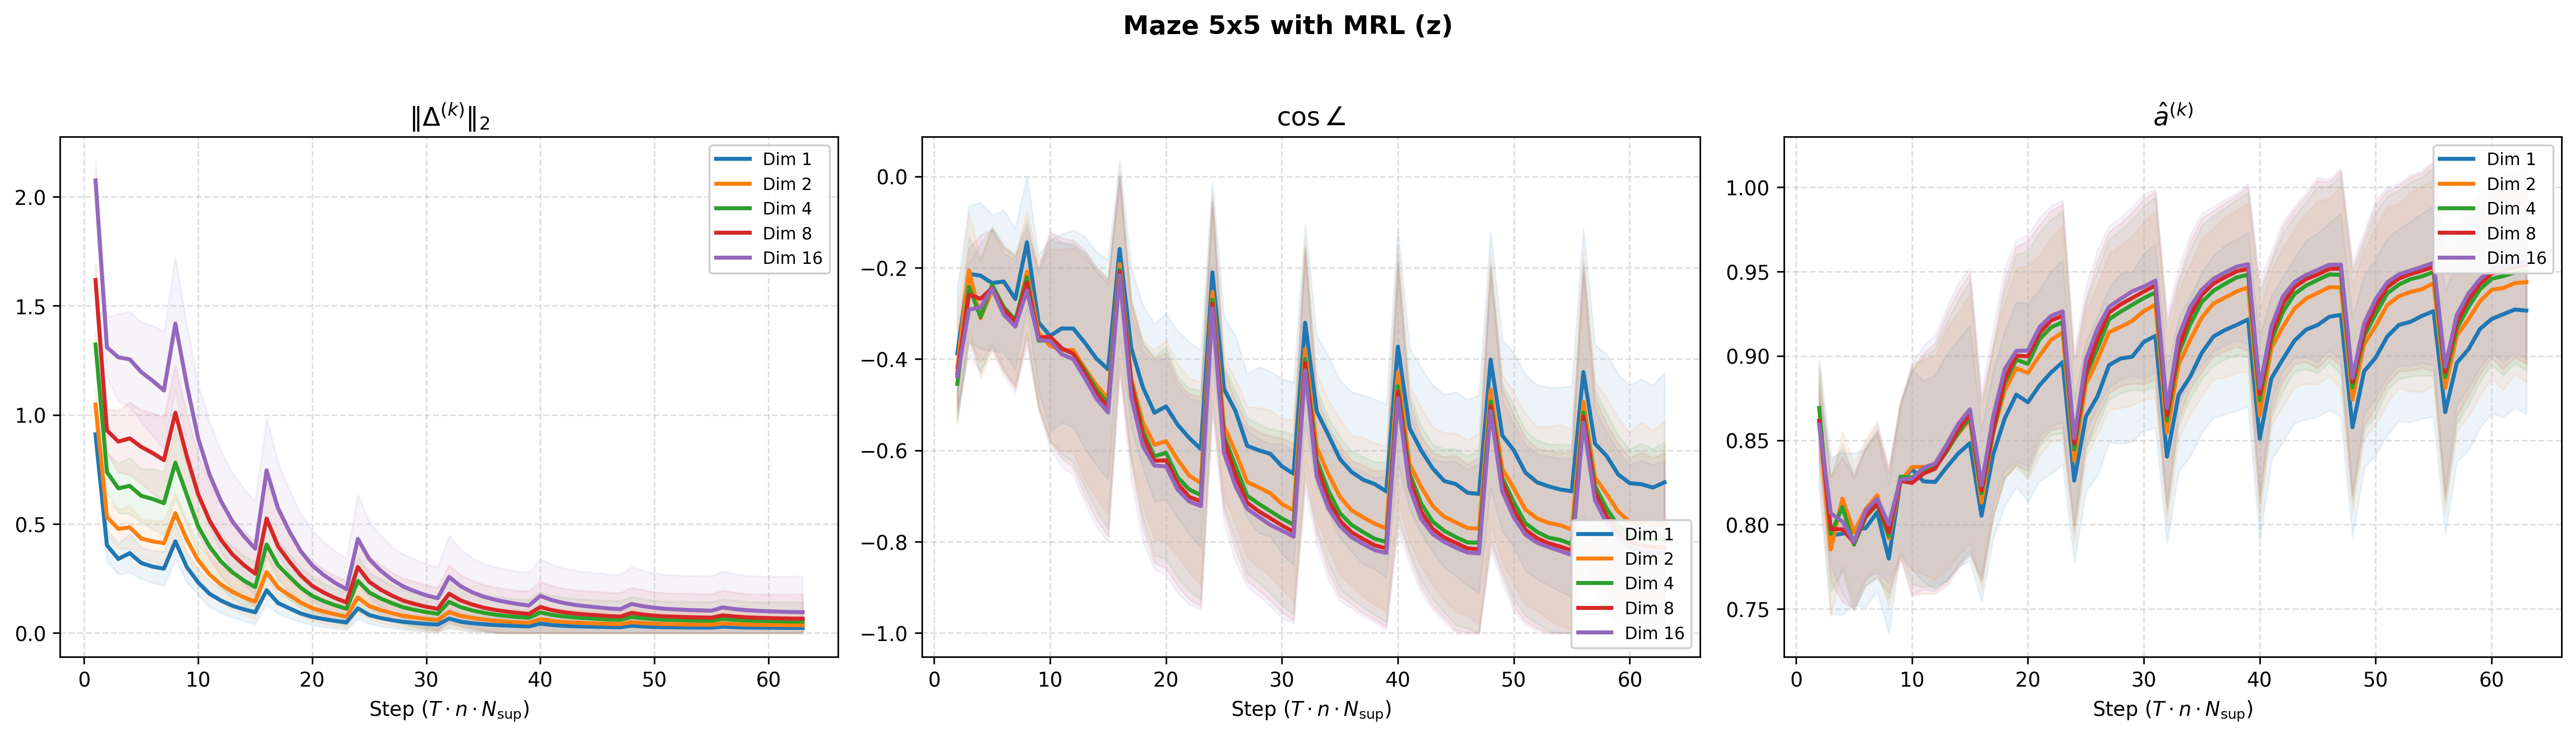 Maze 5x5 with MRL (z)
‖Δ^(k)‖₂
2.0
1.5
1.0
0.5
0.0
0 10 20 30 40 50 60
Step (T · n · N_sup)
Dim 1
Dim 2
Dim 4
Dim 8
Dim 16
cos ∠
0.0
−0.2
−0.4
−0.6
−0.8
−1.0
0 10 20 30 40 50 60
Step (T · n · N_sup)
Dim 1
Dim 2
Dim 4
Dim 8
Dim 16
â^(k)
1.00
0.95
0.90
0.85
0.80
0.75
0 10 20 30 40 50 60
Step (T · n · N_sup)
Dim 1
Dim 2
Dim 4
Dim 8
Dim 16